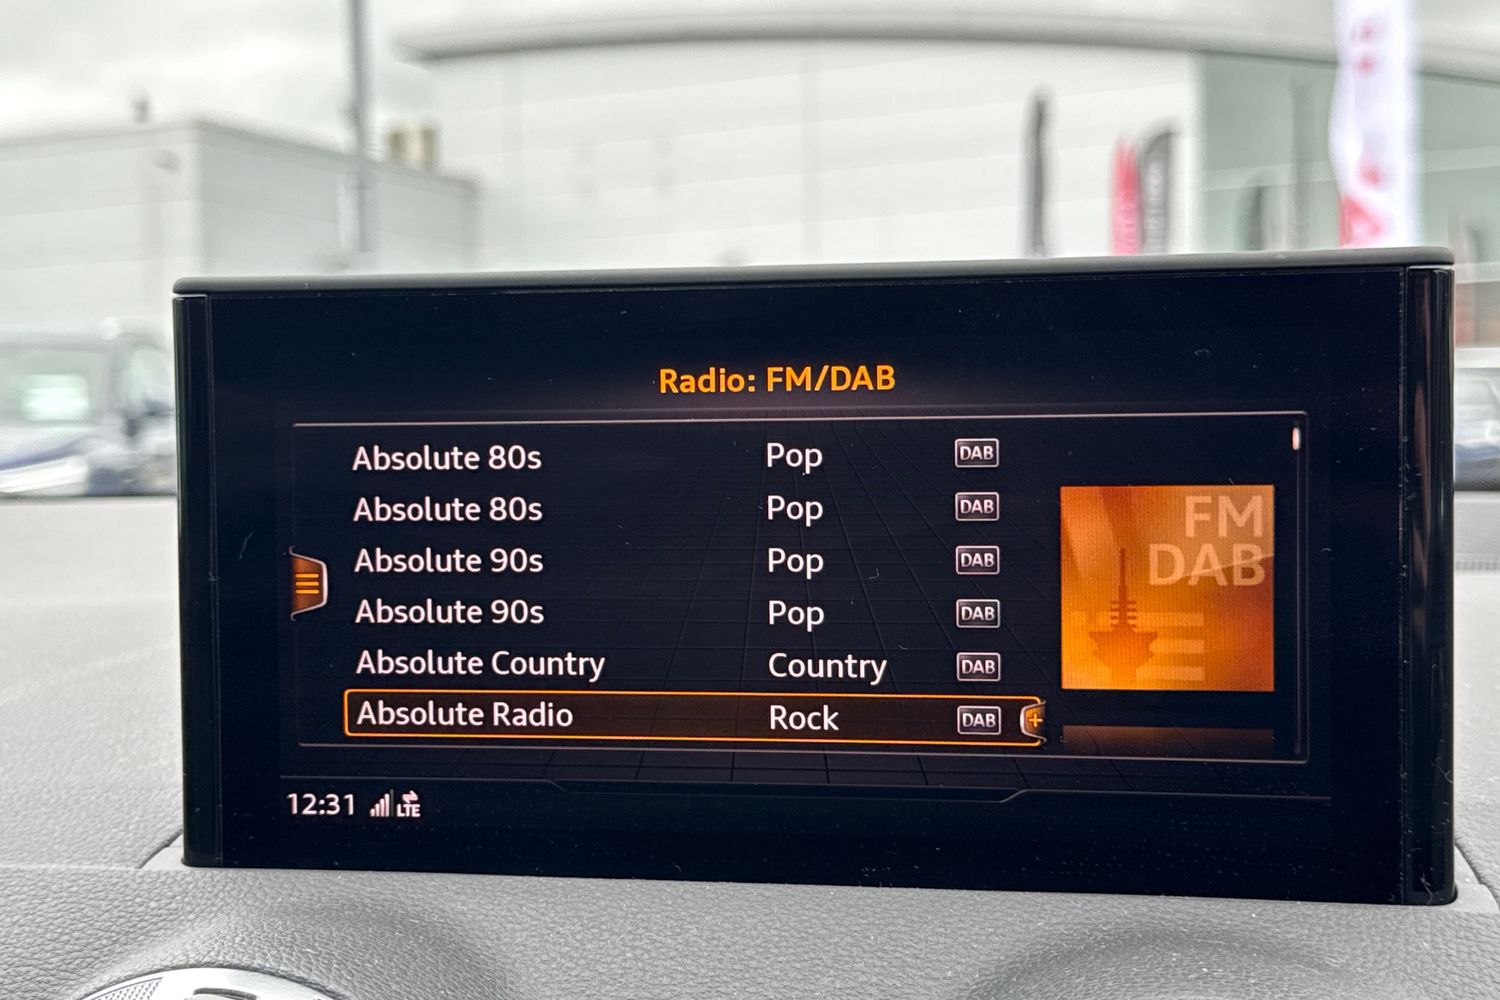 Radio: FM/DAB
Absolute 80s Pop DAB
Absolute 80s Pop DAB
Absolute 90s Pop DAB
Absolute 90s Pop DAB
Absolute Country Country DAB
Absolute Radio Rock DAB
FM
DAB
12:31 LTE